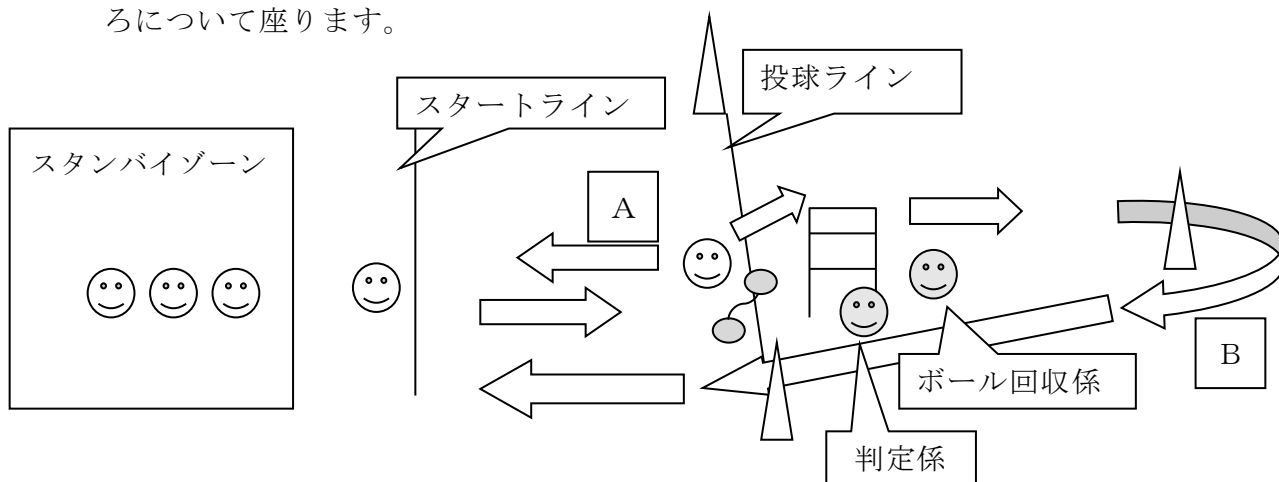 ろについて座ります。
投球ライン
スタートライン
スタンバイゾーン
A
B
ボール回収係
判定係